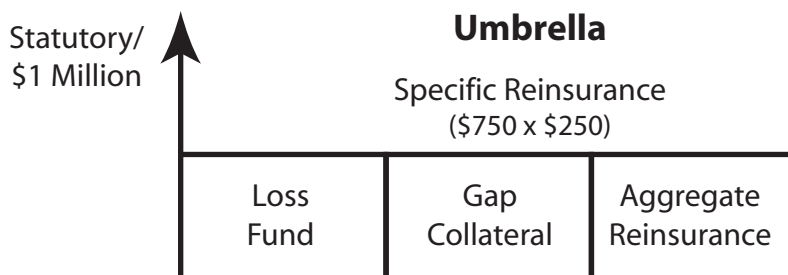 Umbrella
Statutory/
$1 Million
Specific Reinsurance
($750 x $250)
Loss
Fund
Gap
Collateral
Aggregate
Reinsurance